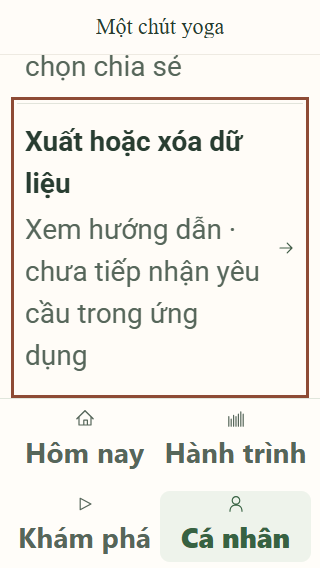 Một chút yoga
chọn chia sé
Xuất hoặc xóa dữ
liệu
Xem hướng dẫn ·
chưa tiếp nhận yêu
cầu trong ứng
dụng
Hôm nay
Hành trình
Khám phá
Cá nhân